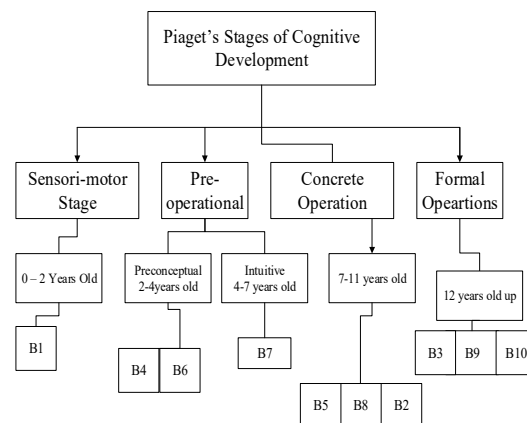 Piaget's Stages of Cognitive
Development
Sensori-motor
Stage
Pre-
operational
Concrete
Operation
Formal
Opeartions
0 – 2 Years Old
Preconceptual
2-4years old
Intuitive
4-7 years old
7-11 years old
12 years old up
B1
B4
B6
B7
B5
B8
B2
B3
B9
B10